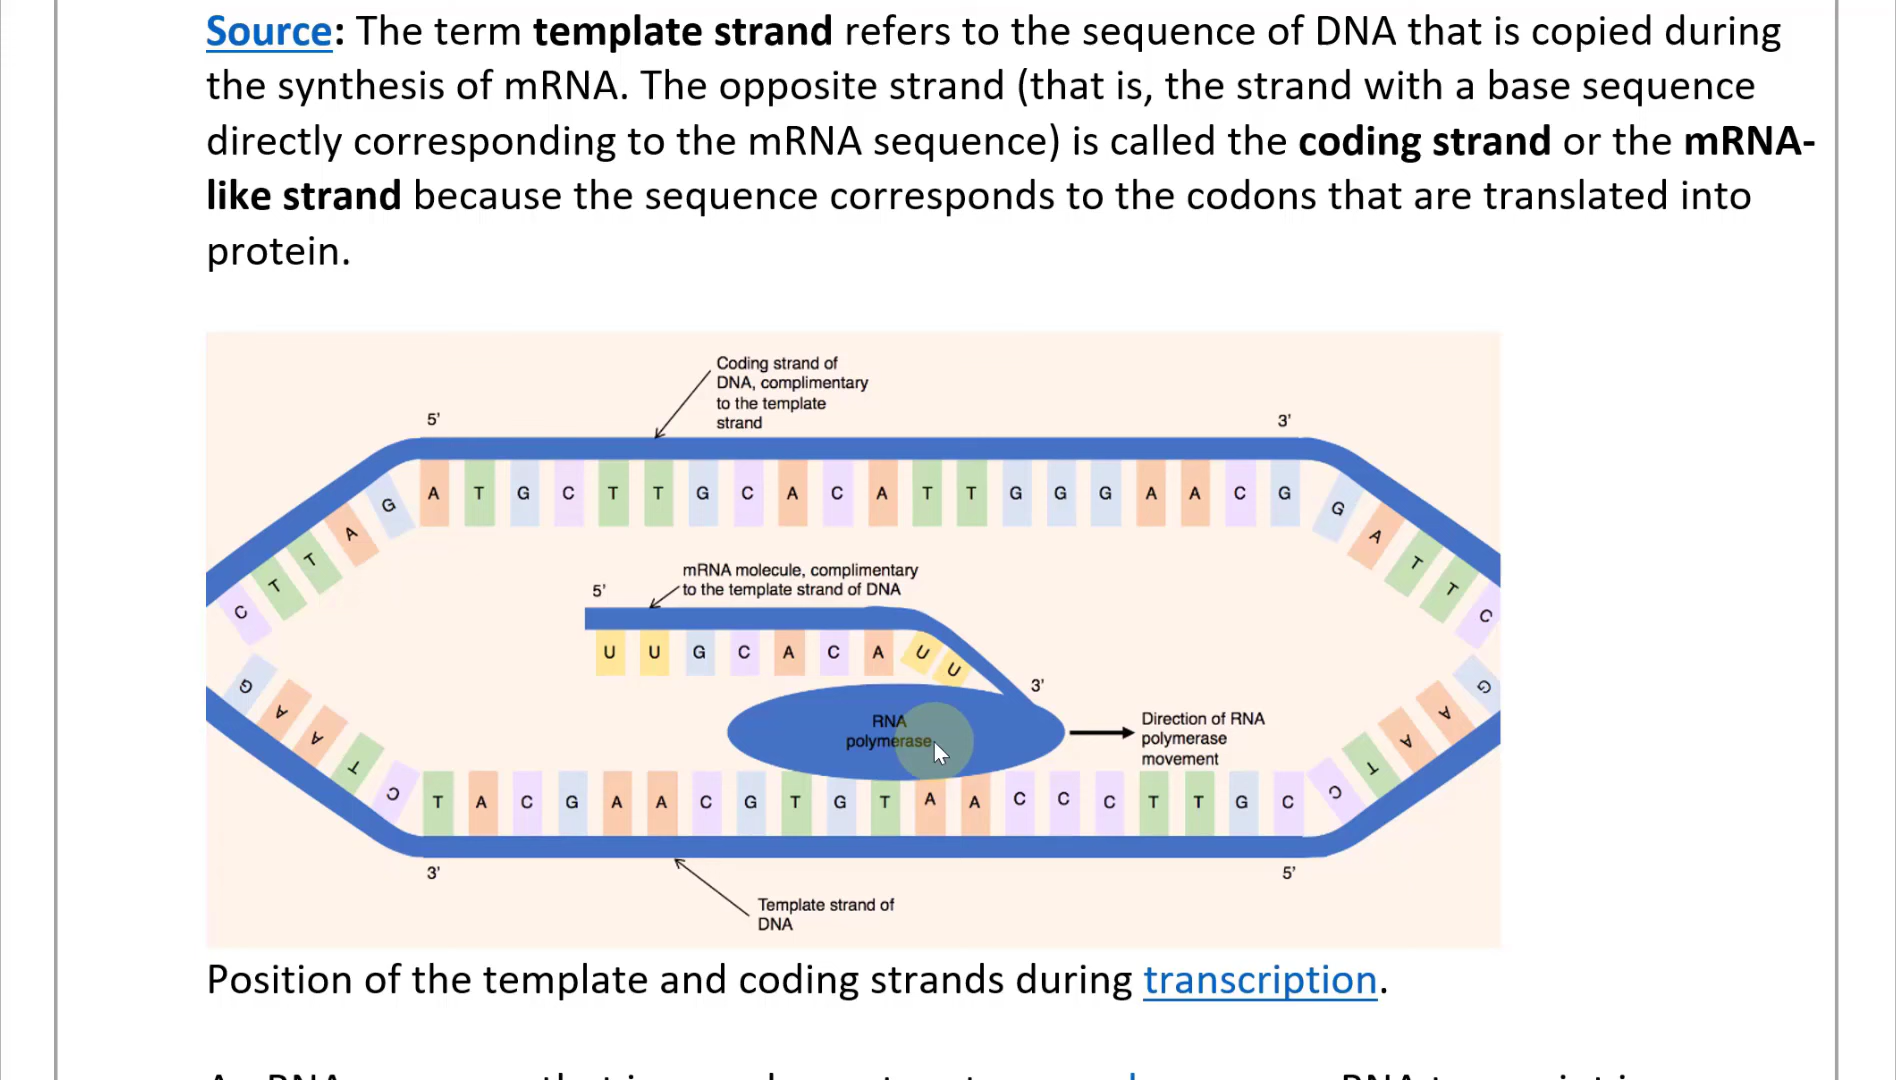 Source: The term template strand refers to the sequence of DNA that is copied during
the synthesis of mRNA. The opposite strand (that is, the strand with a base sequence
directly corresponding to the mRNA sequence) is called the coding strand or the mRNA-
like strand because the sequence corresponds to the codons that are translated into
protein.
Coding strand of
DNA, complimentary
to the template
strand
5'
3'
C T T A G A T G C T T G C A C A T T G G G A A C G G A T T C
mRNA molecule, complimentary
to the template strand of DNA
5'
U U G C A C A U U
3'
RNA
polymerase
Direction of RNA
polymerase
movement
G A A T C T A C G A A C G T G T A A C C C T T G C C T A A G
3'
5'
Template strand of
DNA
Position of the template and coding strands during transcription.